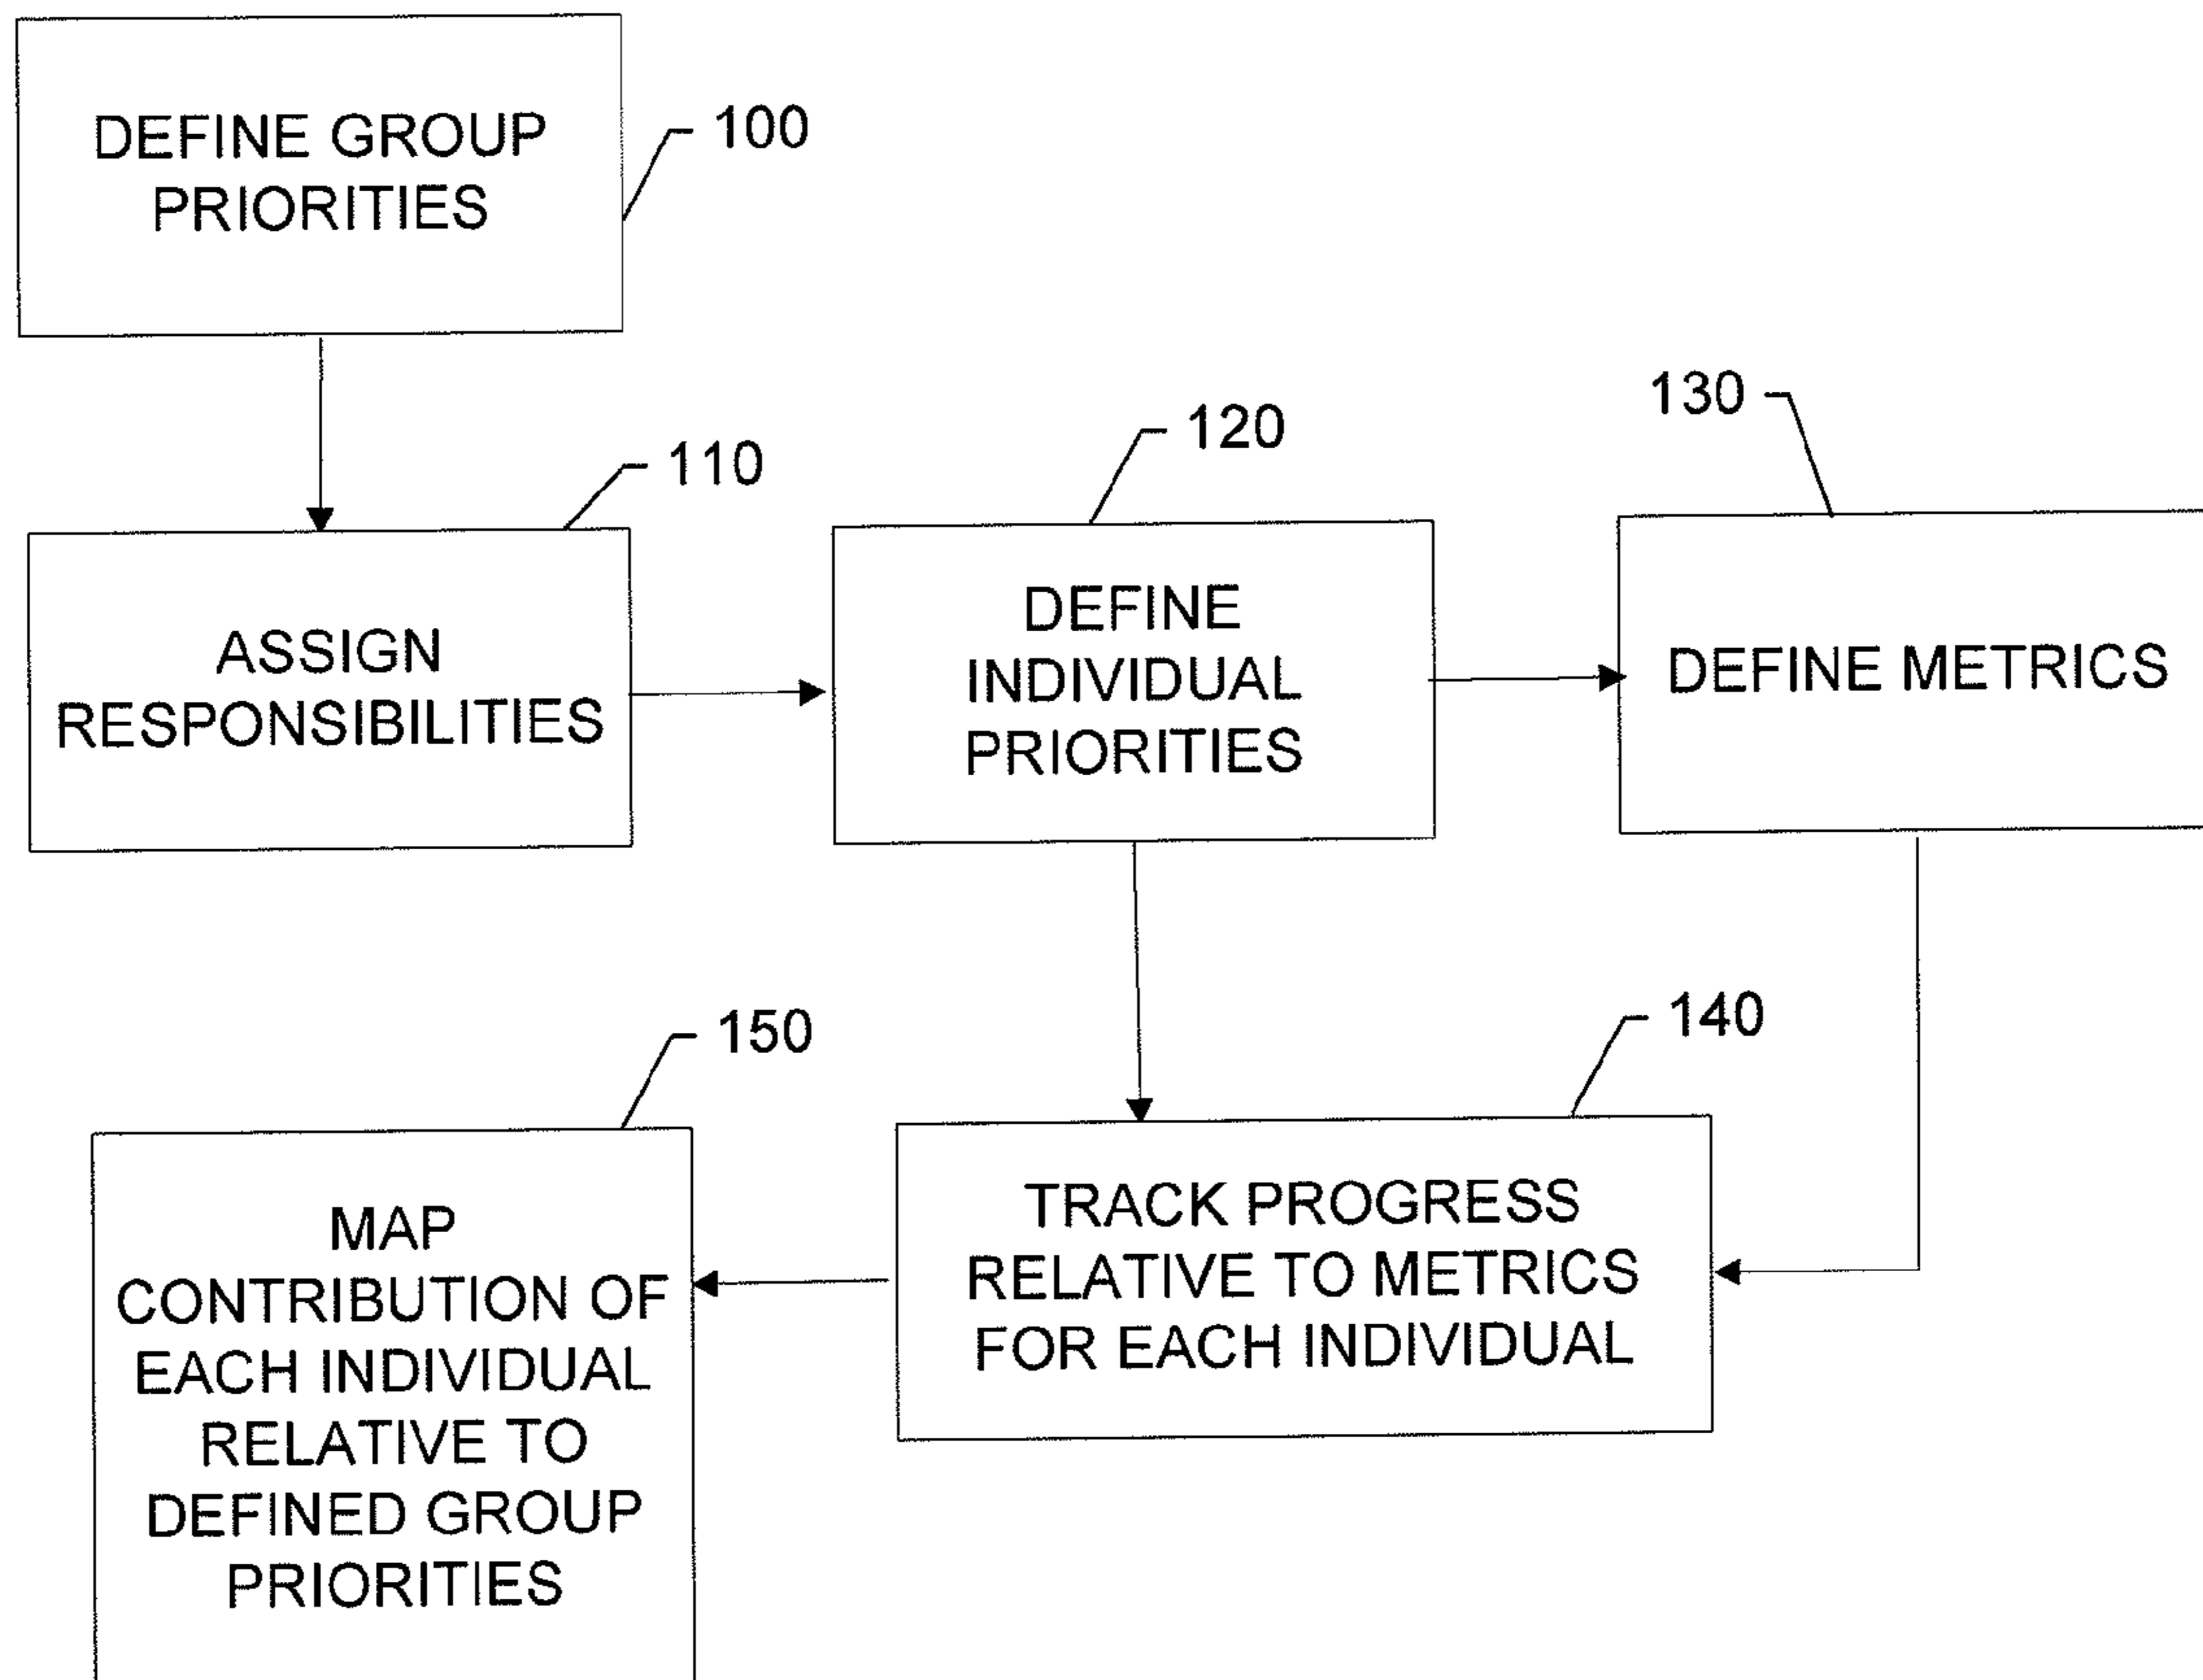 DEFINE GROUP
PRIORITIES
100
110
ASSIGN
RESPONSIBILITIES
120
DEFINE
INDIVIDUAL
PRIORITIES
130
DEFINE METRICS
140
TRACK PROGRESS
RELATIVE TO METRICS
FOR EACH INDIVIDUAL
150
MAP
CONTRIBUTION OF
EACH INDIVIDUAL
RELATIVE TO
DEFINED GROUP
PRIORITIES